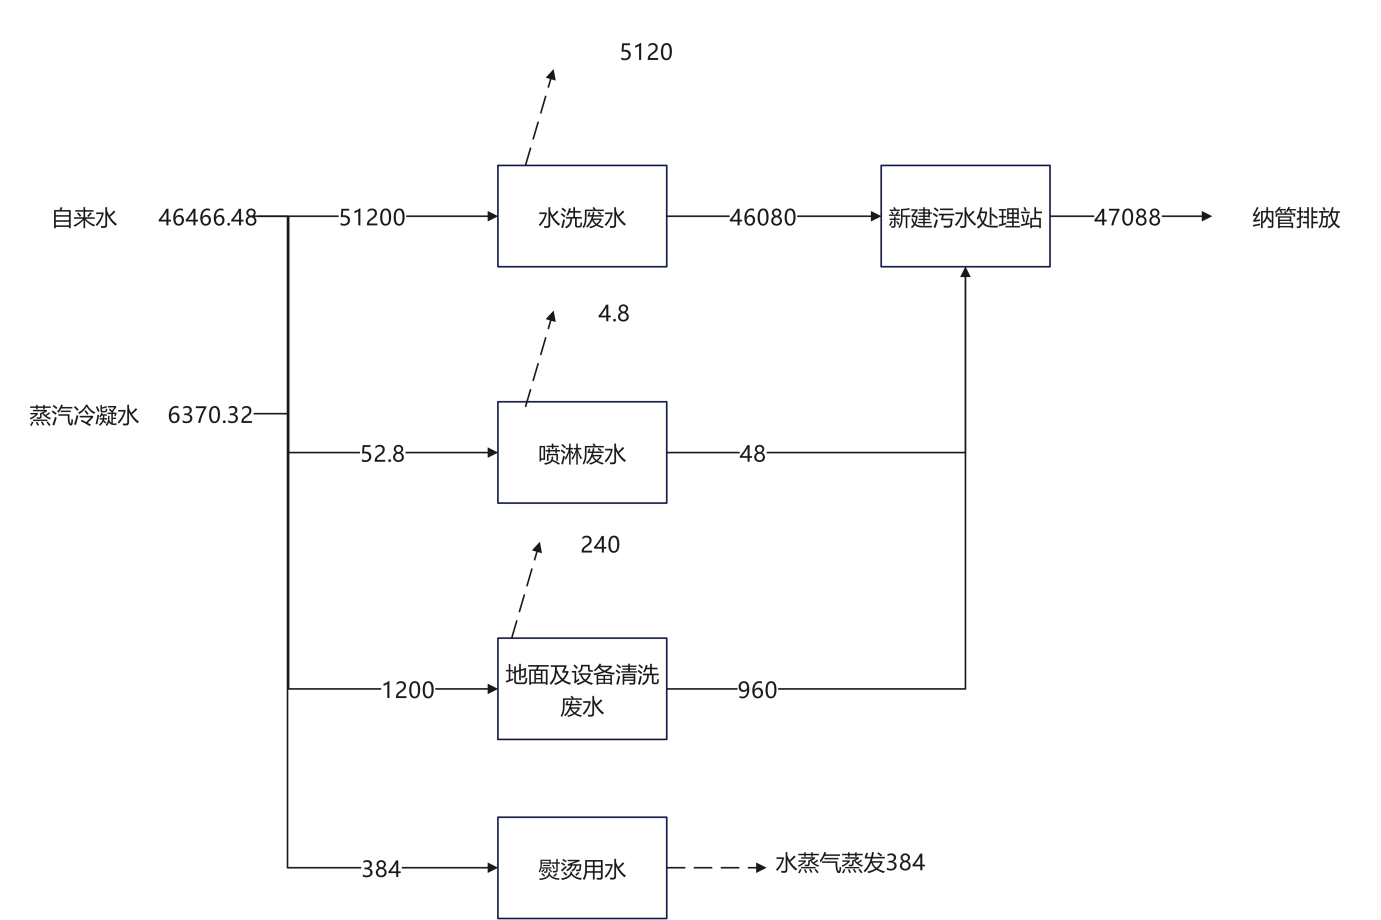 5120
自来水 46466.48 51200 水洗废水 46080 新建污水处理站 47088 纳管排放
4.8
蒸汽冷凝水 6370.32
52.8 喷淋废水 48
240
1200 地面及设备清洗 960
废水
384 熨烫用水 水蒸气蒸发384